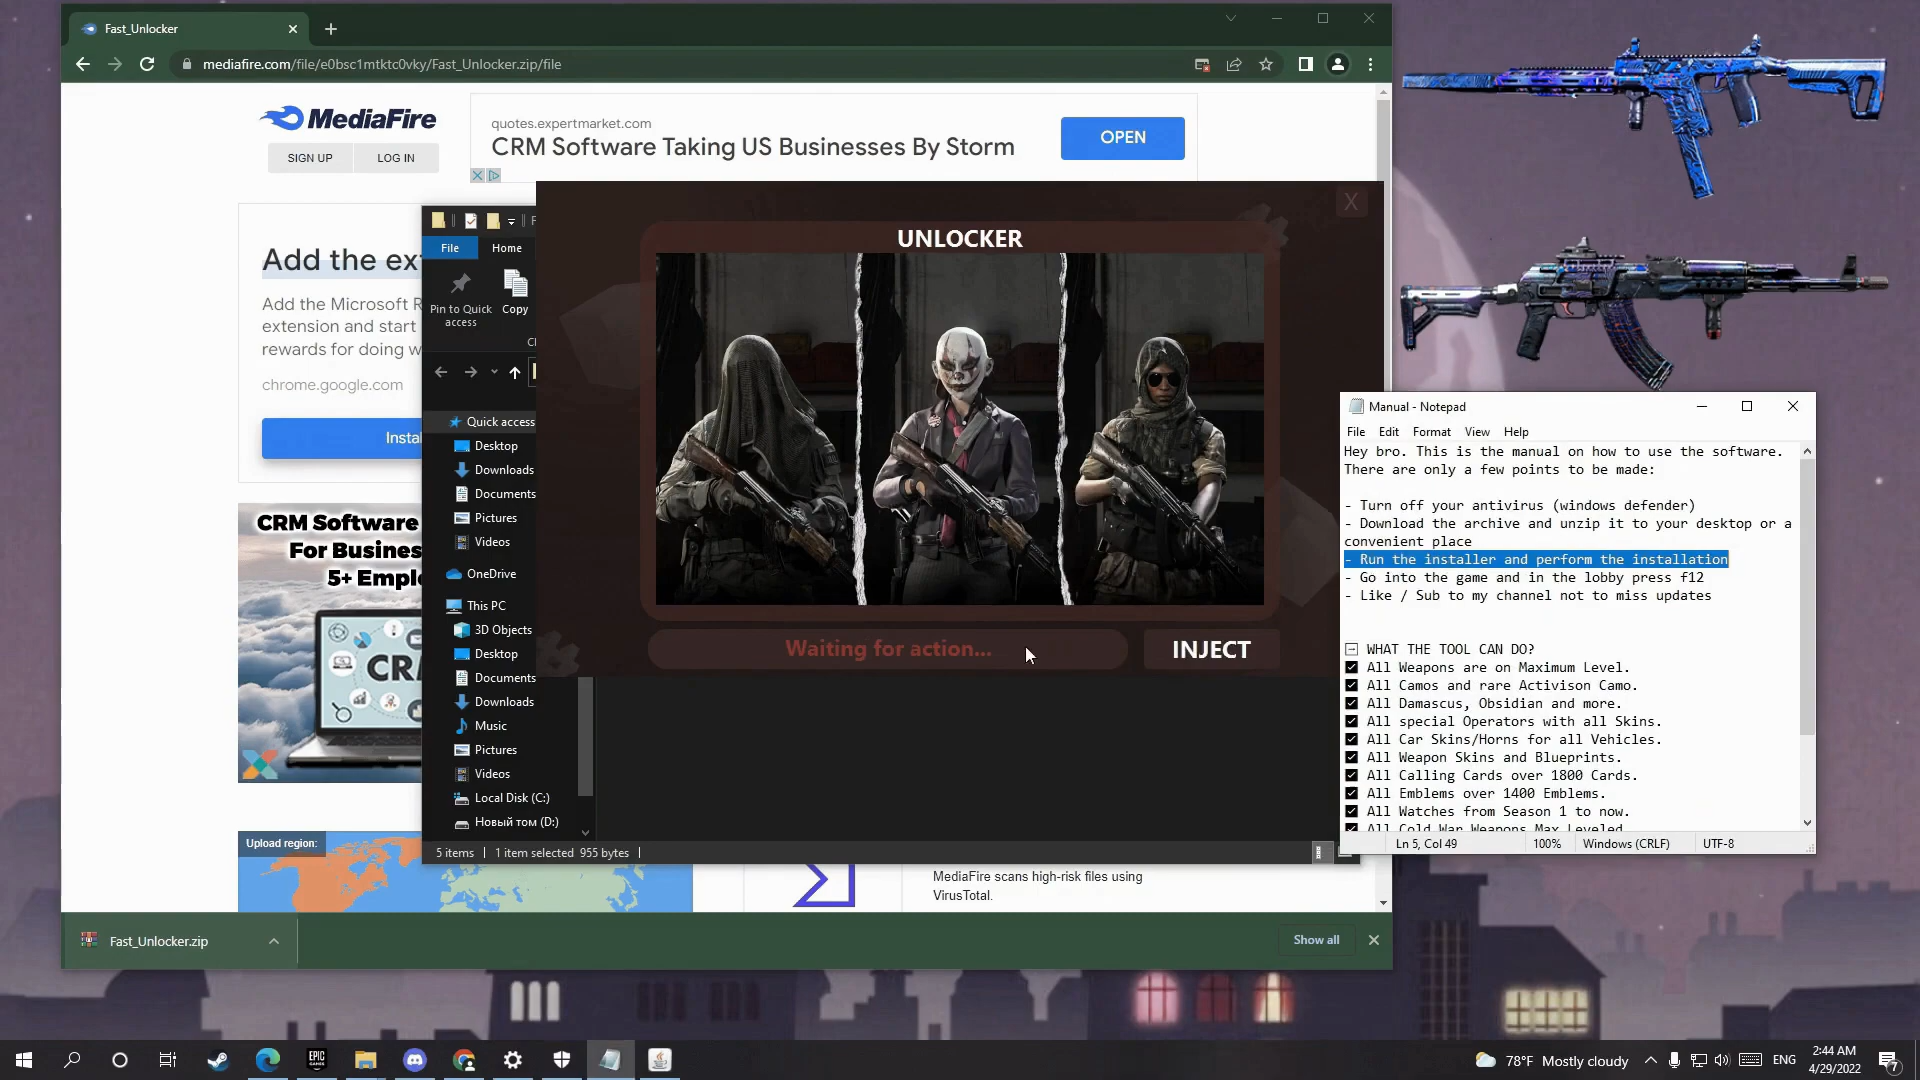 Fast_Unlocker
mediafire.com/file/e0bsc1mtktc0vky/Fast_Unlocker.zip/file
MediaFire
SIGN UP
LOG IN
quotes.expertmarket.com
CRM Software Taking US Businesses By Storm
OPEN
Add the ex
Add the Microsoft R
extension and start
rewards for doing w
chrome.google.com
Insta
CRM Software
For Busines
5+ Empl
CR
Upload region:
MediaFire scans high-risk files using
VirusTotal.
Fast_Unlocker.zip
Show all
File
Home
Pin to Quick
access
Copy
Quick access
Desktop
Downloads
Documents
Pictures
Videos
OneDrive
This PC
3D Objects
Desktop
Documents
Downloads
Music
Pictures
Videos
Local Disk (C:)
Новый том (D:)
5 items
1 item selected 955 bytes
X
UNLOCKER
Waiting for action...
INJECT
Manual - Notepad
File Edit Format View Help
Hey bro. This is the manual on how to use the software.
There are only a few points to be made:
- Turn off your antivirus (windows defender)
- Download the archive and unzip it to your desktop or a
convenient place
- Run the installer and perform the installation
- Go into the game and in the lobby press f12
- Like / Sub to my channel not to miss updates
WHAT THE TOOL CAN DO?
All Weapons are on Maximum Level.
All Camos and rare Activison Camo.
All Damascus, Obsidian and more.
All special Operators with all Skins.
All Car Skins/Horns for all Vehicles.
All Weapon Skins and Blueprints.
All Calling Cards over 1800 Cards.
All Emblems over 1400 Emblems.
All Watches from Season 1 to now.
All Cold War Weapons Max Leveled
Ln 5, Col 49
100%
Windows (CRLF)
UTF-8
EPIC
GAMES
78°F Mostly cloudy
ENG
2:44 AM
4/29/2022
7